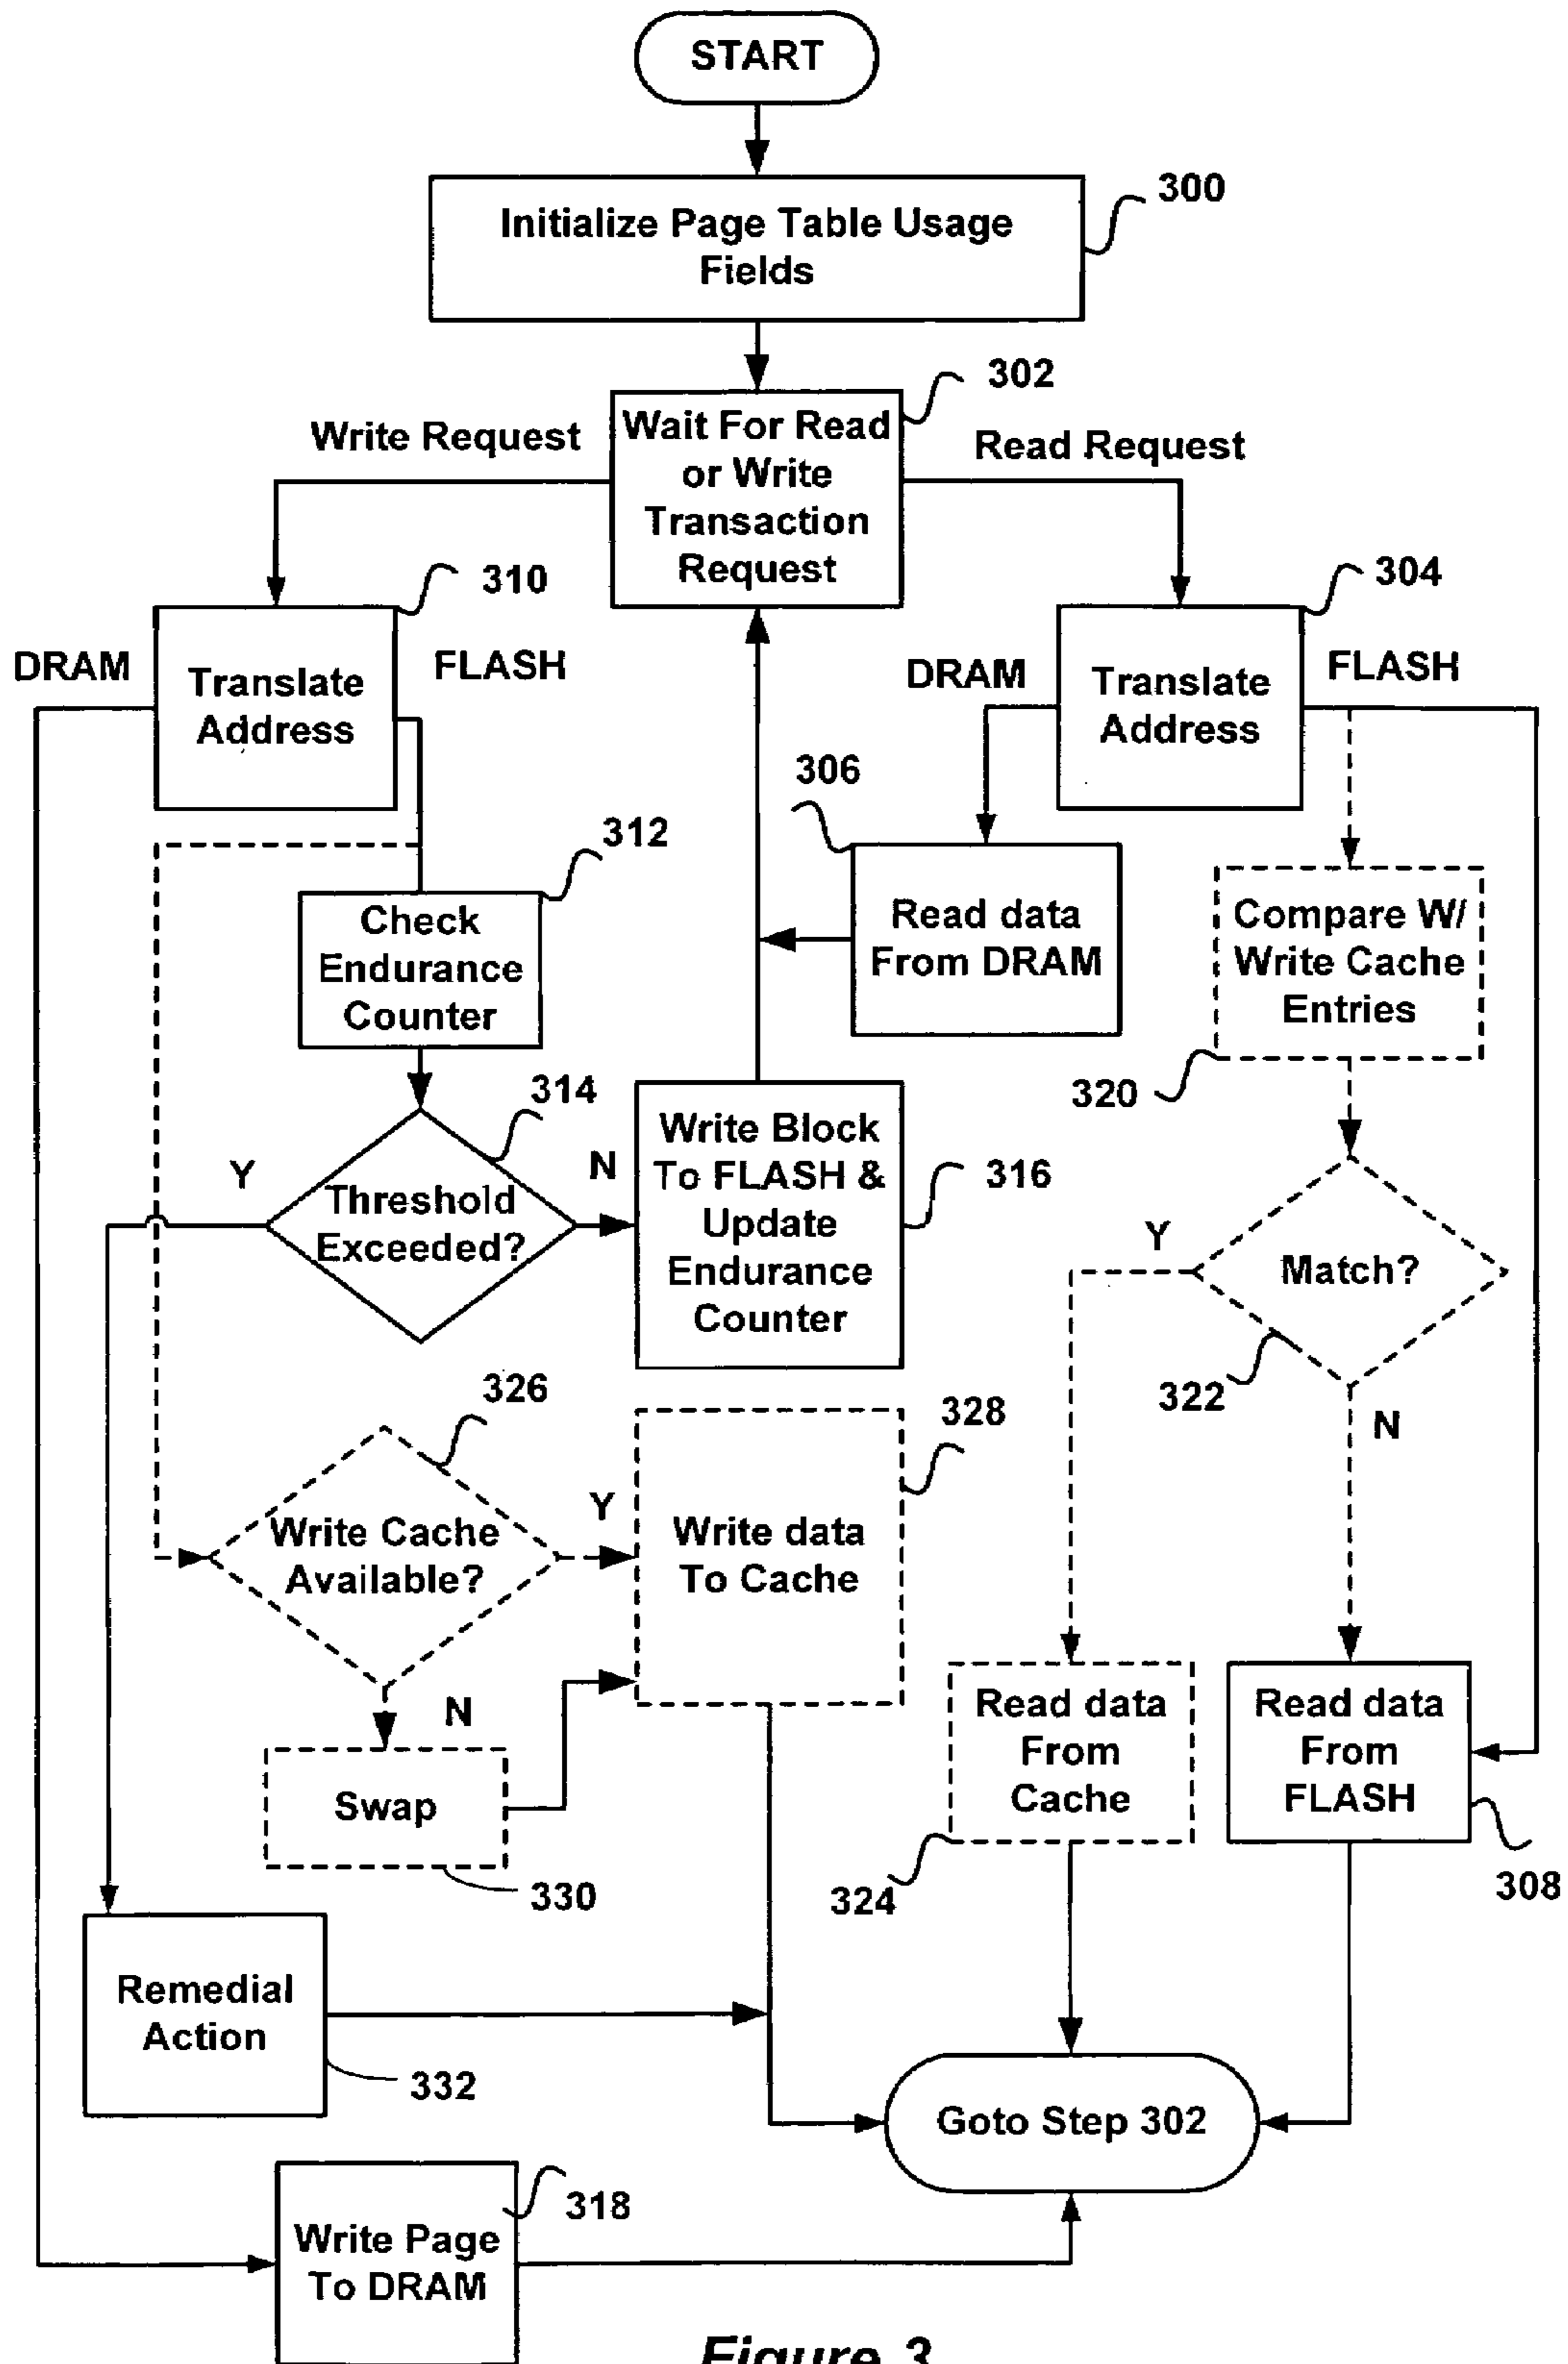 START
Initialize Page Table Usage
Fields
300
302
Wait For Read
or Write
Transaction
Request
Write Request
Read Request
310
304
DRAM
Translate
Address
FLASH
DRAM
Translate
Address
FLASH
306
Read data
From DRAM
312
Check
Endurance
Counter
Compare W/
Write Cache
Entries
320
314
Y
Threshold
Exceeded?
N
Write Block
To FLASH &
Update
Endurance
Counter
316
Y
Match?
322
N
326
Write Cache
Available?
Y
328
Write data
To Cache
N
Swap
330
Read data
From
Cache
324
Read data
From
FLASH
308
Remedial
Action
332
Goto Step 302
318
Write Page
To DRAM
Figure 3